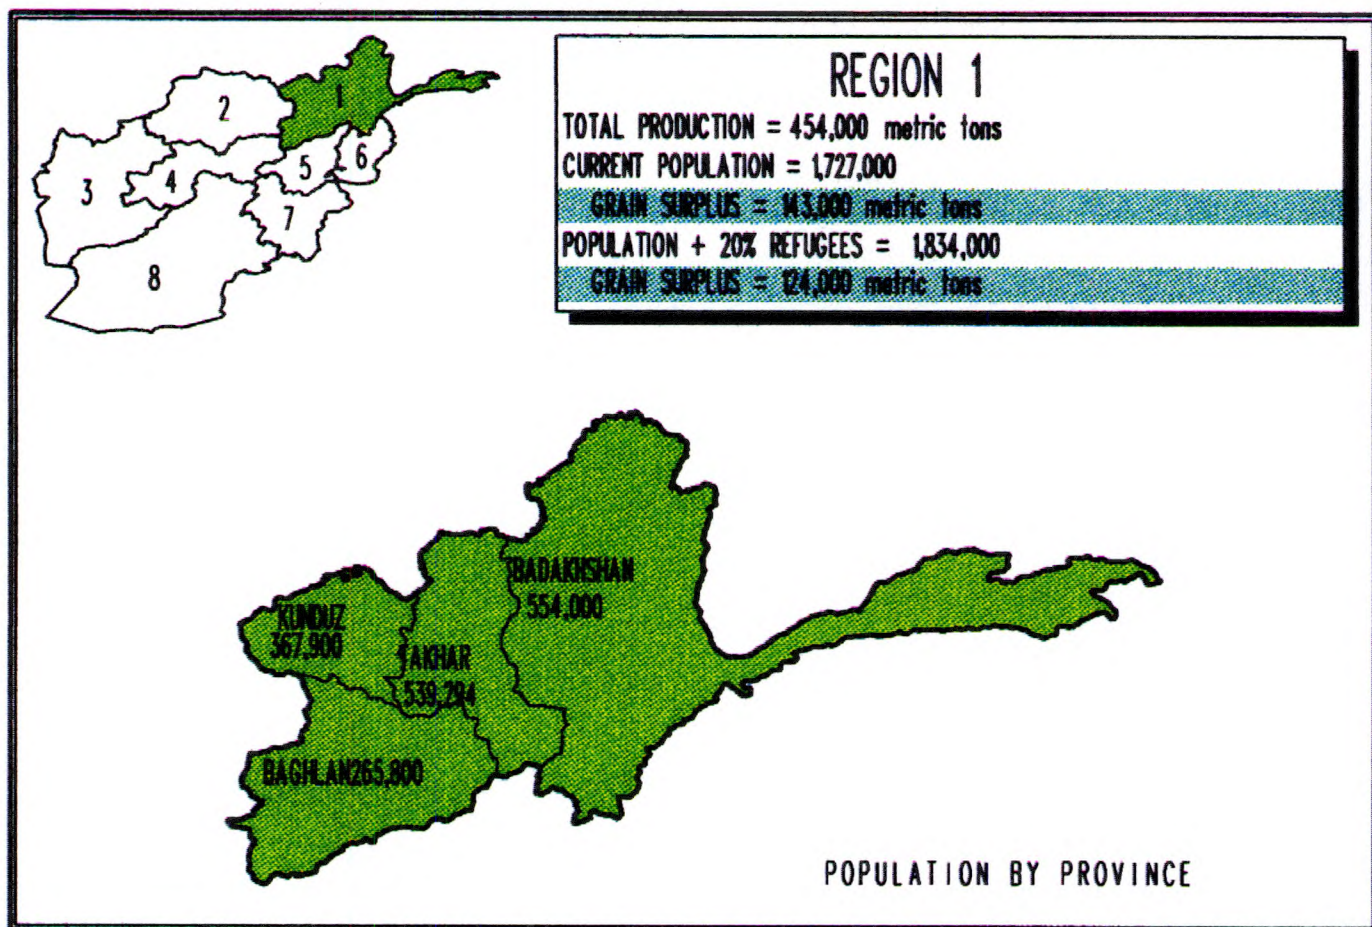 1
2
3
4
5
6
7
8
REGION 1
TOTAL PRODUCTION = 454,000 metric tons
CURRENT POPULATION = 1,727,000
GRAIN SURPLUS = 143,000 metric tons
POPULATION + 20% REFUGEES = 1,834,000
GRAIN SURPLUS = 124,000 metric tons
BADAKHSHAN
554,000
KUNDUZ
367,900
TAKHAR
539,294
BAGHLAN265,800
POPULATION BY PROVINCE